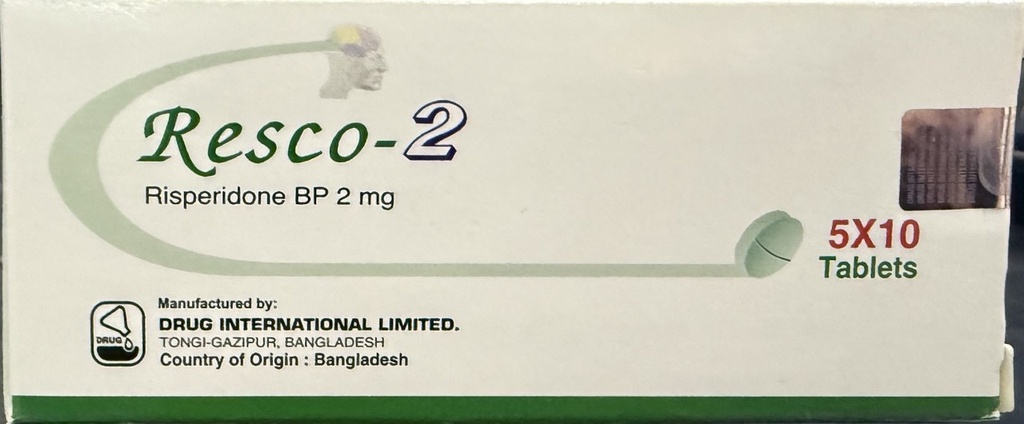 Resco-2
Risperidone BP 2 mg
5X10
Tablets
Manufactured by:
DRUG INTERNATIONAL LIMITED.
TONGI-GAZIPUR, BANGLADESH
Country of Origin : Bangladesh
DRUG